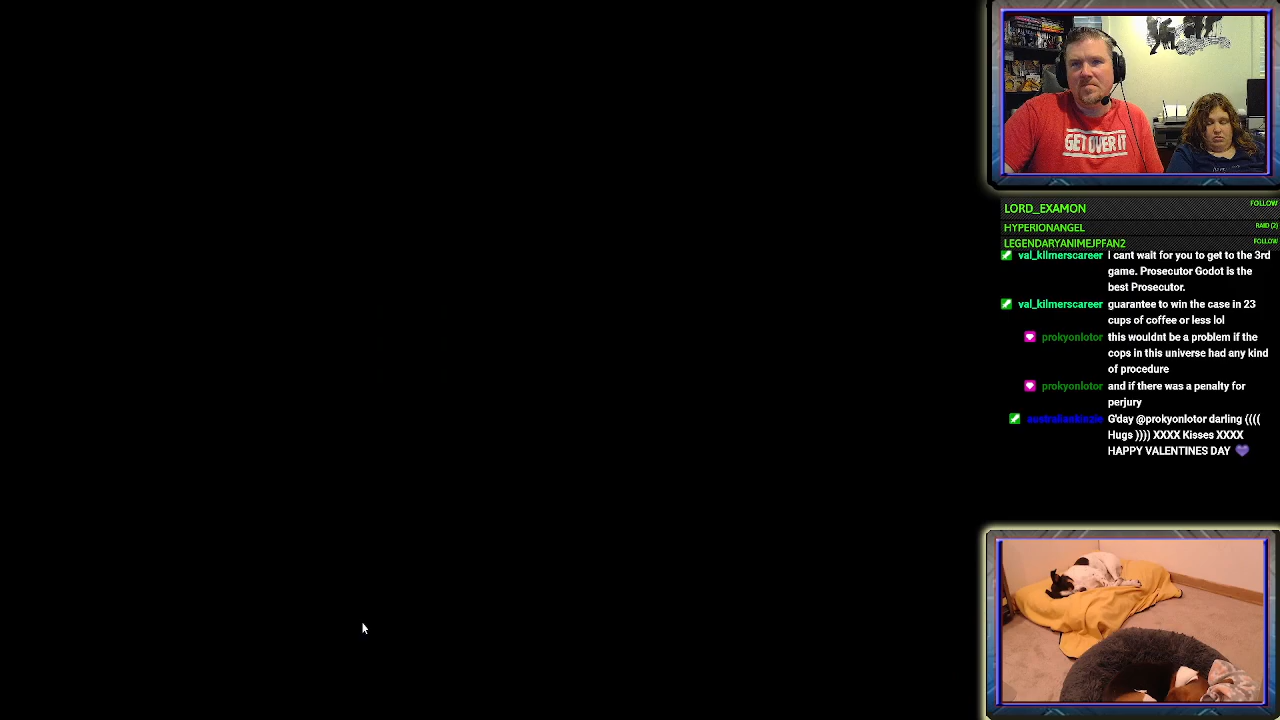 GET OVER IT
LORD_EXAMON FOLLOW
HYPERIONANGEL RAID (2)
LEGENDARYANIMEJPFAN2 FOLLOW
val_kilmerscareer I cant wait for you to get to the 3rd
game. Prosecutor Godot is the
best Prosecutor.
val_kilmerscareer guarantee to win the case in 23
cups of coffee or less lol
prokyonlotor this wouldnt be a problem if the
cops in this universe had any kind
of procedure
prokyonlotor and if there was a penalty for
perjury
australiankinzie G'day @prokyonlotor darling ((((
Hugs )))) XXXX Kisses XXXX
HAPPY VALENTINES DAY 💜